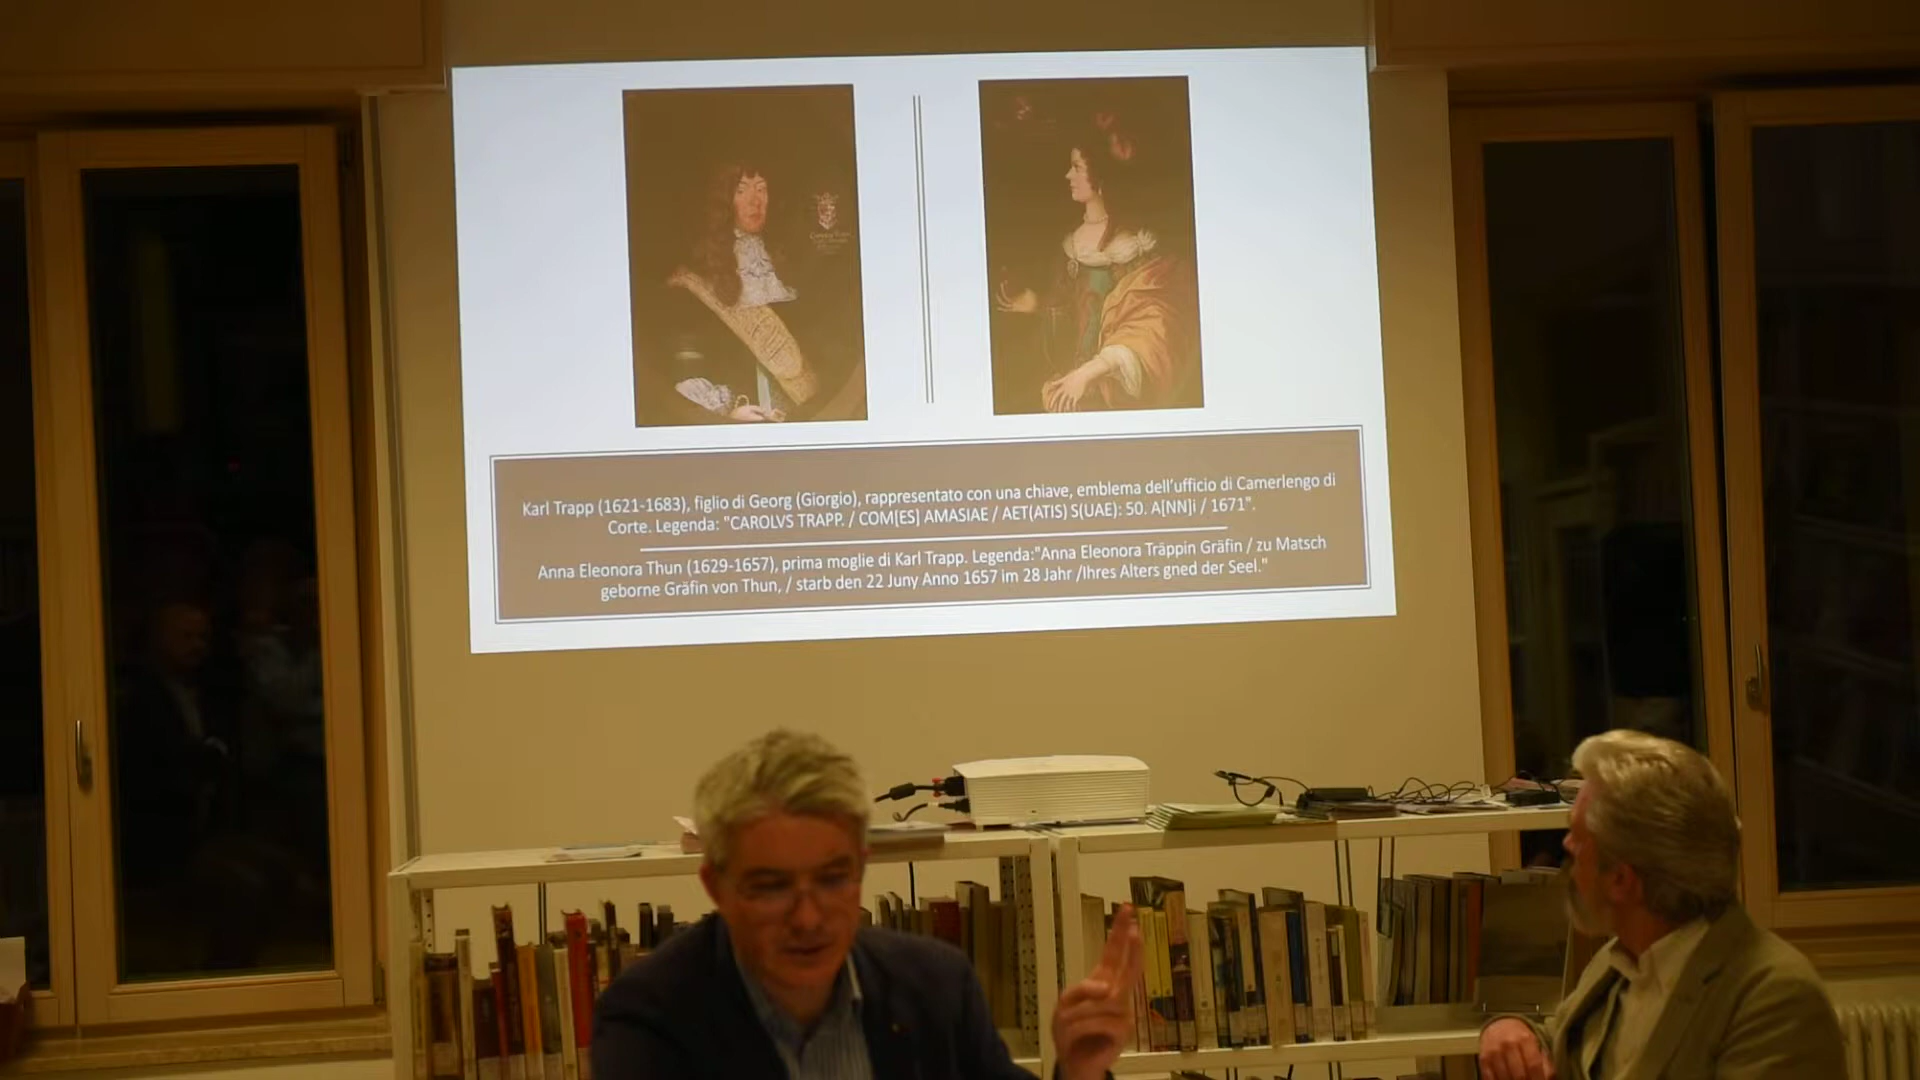 Karl Trapp (1621-1683), figlio di Georg (Giorgio), rappresentato con una chiave, emblema dell'ufficio di Camerlengo di
Corte. Legenda: "CAROLVS TRAPP. / COM[ES] AMASIAE / AET(ATIS) S(UAE): 50. A[NN]i / 1671".
Anna Eleonora Thun (1629-1657), prima moglie di Karl Trapp. Legenda:"Anna Eleonora Träppin Gräfin / zu Matsch
geborne Gräfin von Thun, / starb den 22 Juny Anno 1657 im 28 Jahr /Ihres Alters gned der Seel."